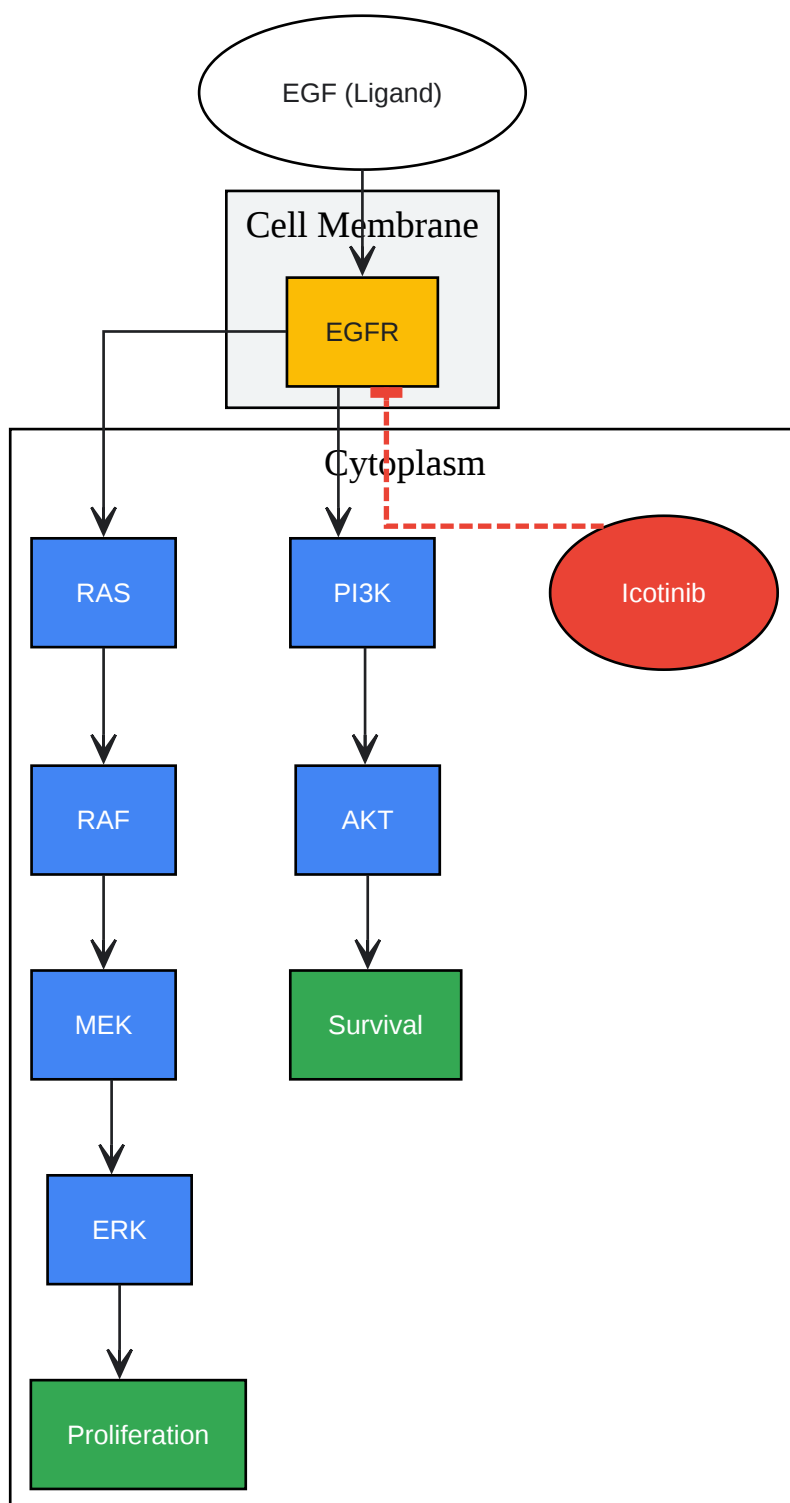 EGF (Ligand)
Cell Membrane
EGFR
Cytoplasm
RAS
PI3K
Icotinib
RAF
AKT
MEK
Survival
ERK
Proliferation